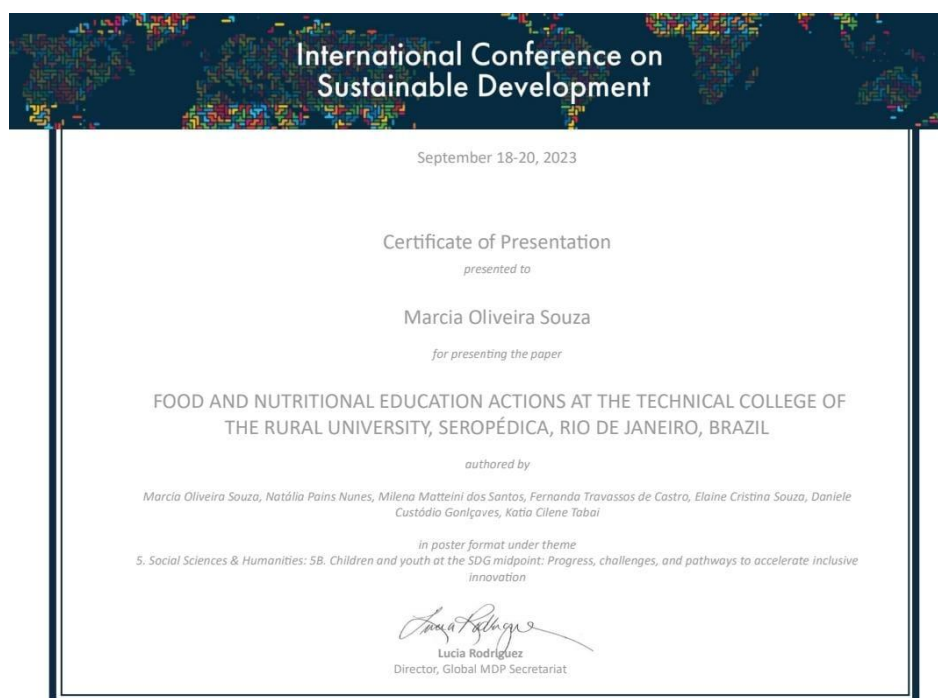 International Conference on
Sustainable Development
September 18-20, 2023
Certificate of Presentation
presented to
Marcia Oliveira Souza
for presenting the paper
FOOD AND NUTRITIONAL EDUCATION ACTIONS AT THE TECHNICAL COLLEGE OF
THE RURAL UNIVERSITY, SEROPÉDICA, RIO DE JANEIRO, BRAZIL
authored by
Marcia Oliveira Souza, Natália Pains Nunes, Milena Matteini dos Santos, Fernanda Travassos de Castro, Elaine Cristina Souza, Daniele
Custódio Gonlçaves, Katia Cilene Tabai
in poster format under theme
5. Social Sciences & Humanities: 5B. Children and youth at the SDG midpoint: Progress, challenges, and pathways to accelerate inclusive
innovation
Lucia Rodriguez
Lucia Rodriguez
Director, Global MDP Secretariat